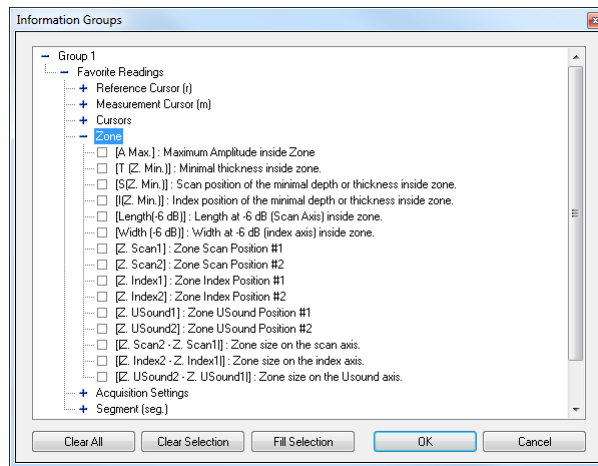 Information Groups
Group 1
Favorite Readings
Reference Cursor (r)
Measurement Cursor (m)
Cursors
Zone
[A Max.] : Maximum Amplitude inside Zone
[T (Z. Min.)] : Minimal thickness inside zone.
[S(Z. Min.)] : Scan position of the minimal depth or thickness inside zone.
[I(Z. Min.)] : Index position of the minimal depth or thickness inside zone.
[Length(-6 dB)] : Length at -6 dB (Scan Axis) inside zone.
[Width (-6 dB)] : Width at -6 dB (index axis) inside zone.
[Z. Scan1] : Zone Scan Position #1
[Z. Scan2] : Zone Scan Position #2
[Z. Index1] : Zone Index Position #1
[Z. Index2] : Zone Index Position #2
[Z. USound1] : Zone USound Position #1
[Z. USound2] : Zone USound Position #2
[|Z. Scan2 - Z. Scan1|] : Zone size on the scan axis.
[|Z. Index2 - Z. Index1|] : Zone size on the index axis.
[|Z. USound2 - Z. USound1|] : Zone size on the Usound axis.
Acquisition Settings
Segment (seg.)
Clear All Clear Selection Fill Selection OK Cancel